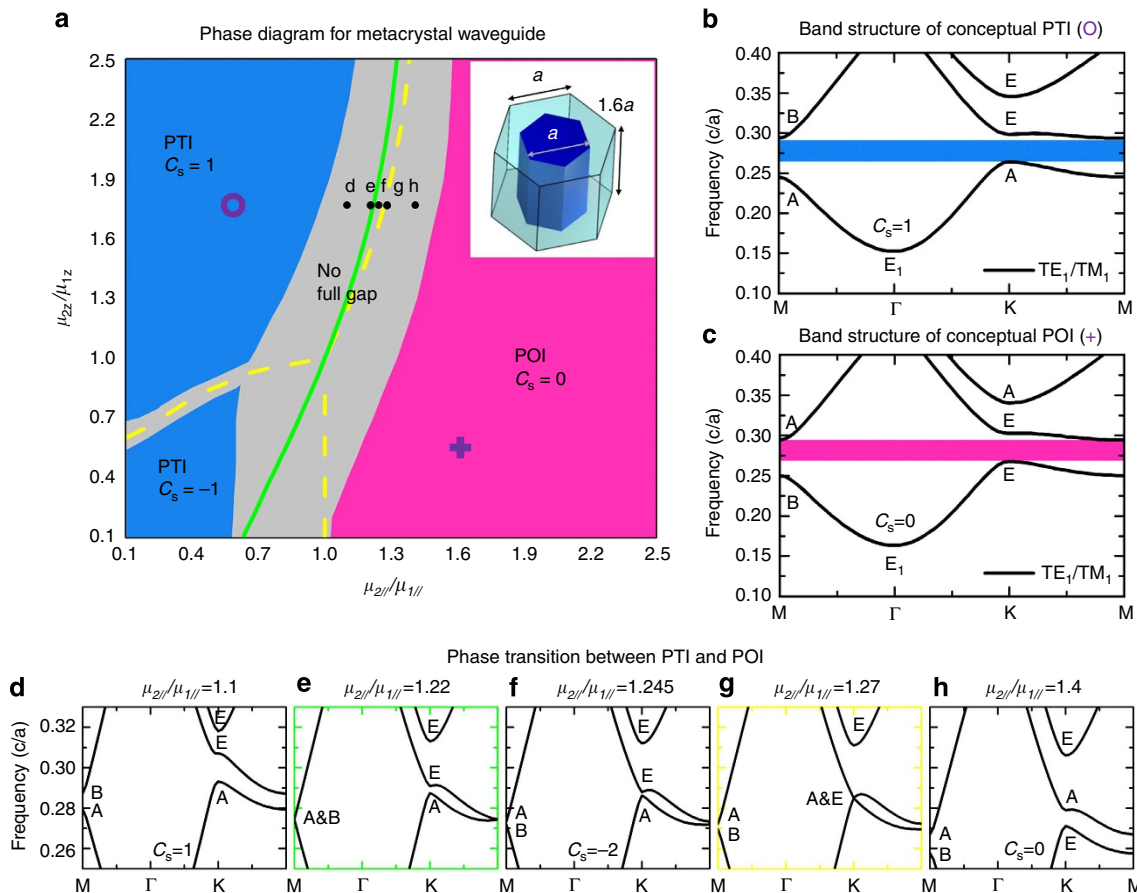 a
Phase diagram for metacrystal waveguide
2.5
2.2
1.9
1.6
1.3
1.0
0.7
0.4
0.1
μ2z/μ1z
0.1 0.4 0.7 1.0 1.3 1.6 1.9 2.2 2.5
μ2///μ1//
PTI
Cs = 1
d e f g h
No
full gap
POI
Cs = 0
PTI
Cs = –1
a
1.6a
a
b
Band structure of conceptual PTI (O)
0.40
0.35
0.30
0.25
0.20
0.15
0.10
Frequency (c/a)
B
E
E
A
A
Cs=1
E1
TE1/TM1
M Γ K M
c
Band structure of conceptual POI (+)
0.40
0.35
0.30
0.25
0.20
0.15
0.10
Frequency (c/a)
A
A
E
B
E
Cs=0
E1
TE1/TM1
M Γ K M
Phase transition between PTI and POI
d
μ2///μ1//=1.1
0.32
0.30
0.28
0.26
Frequency (c/a)
E
E
B
A
A
Cs=1
M Γ K M
e
μ2///μ1//=1.22
E
E
A&B
A
M Γ K M
f
μ2///μ1//=1.245
E
E
A
B
A
Cs=–2
M Γ K M
g
μ2///μ1//=1.27
E
A&E
A
B
M Γ K M
h
μ2///μ1//=1.4
E
A
A
B
E
Cs=0
M Γ K M